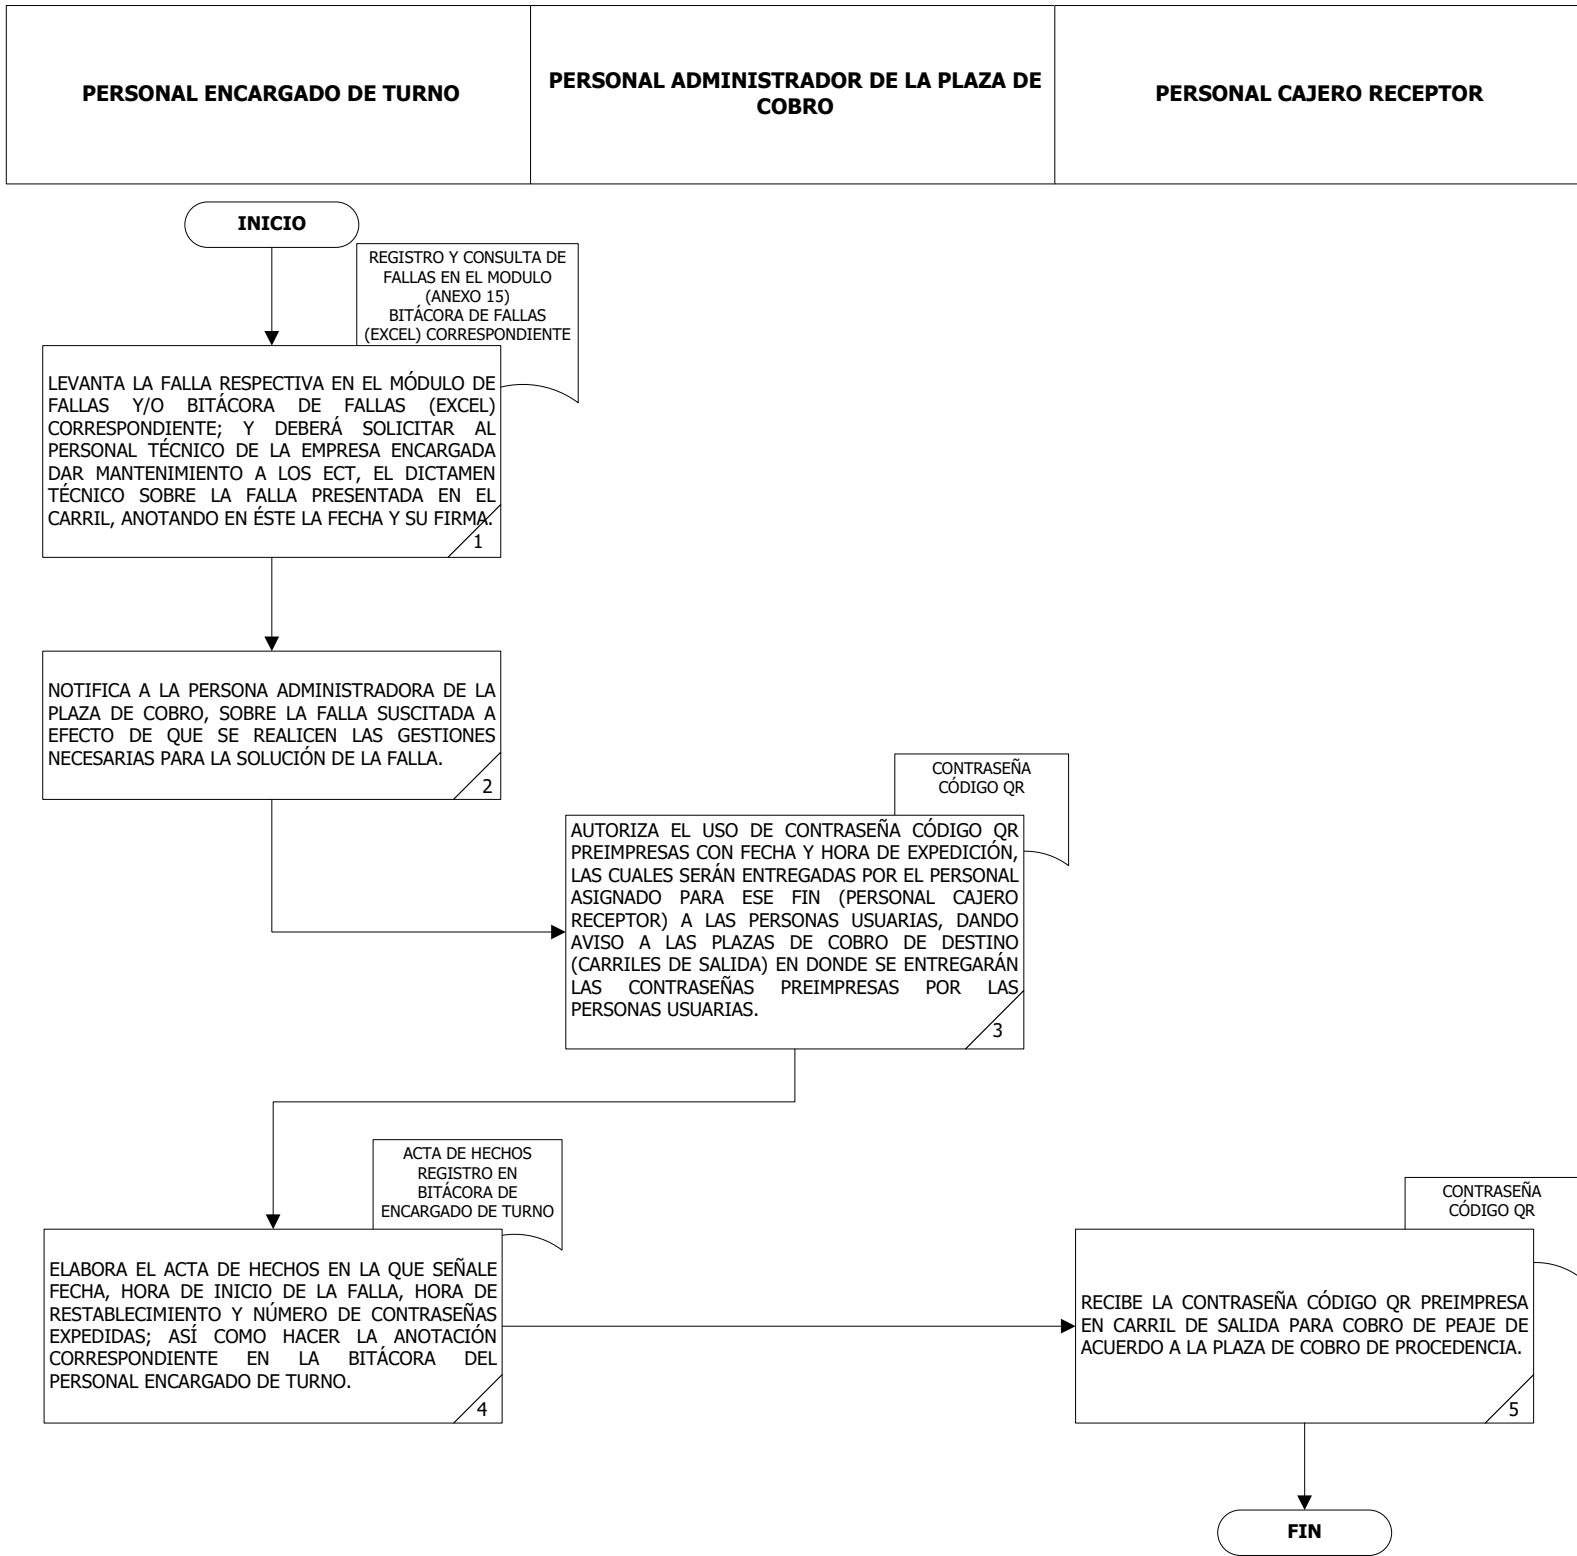 PERSONAL ENCARGADO DE TURNO
PERSONAL ADMINISTRADOR DE LA PLAZA DE
COBRO
PERSONAL CAJERO RECEPTOR
INICIO
REGISTRO Y CONSULTA DE
FALLAS EN EL MODULO
(ANEXO 15)
BITÁCORA DE FALLAS
(EXCEL) CORRESPONDIENTE
LEVANTA LA FALLA RESPECTIVA EN EL MÓDULO DE
FALLAS Y/O BITÁCORA DE FALLAS (EXCEL)
CORRESPONDIENTE; Y DEBERÁ SOLICITAR AL
PERSONAL TÉCNICO DE LA EMPRESA ENCARGADA
DAR MANTENIMIENTO A LOS ECT, EL DICTAMEN
TÉCNICO SOBRE LA FALLA PRESENTADA EN EL
CARRIL, ANOTANDO EN ÉSTE LA FECHA Y SU FIRMA.
1
NOTIFICA A LA PERSONA ADMINISTRADORA DE LA
PLAZA DE COBRO, SOBRE LA FALLA SUSCITADA A
EFECTO DE QUE SE REALICEN LAS GESTIONES
NECESARIAS PARA LA SOLUCIÓN DE LA FALLA.
2
CONTRASEÑA
CÓDIGO QR
AUTORIZA EL USO DE CONTRASEÑA CÓDIGO QR
PREIMPRESAS CON FECHA Y HORA DE EXPEDICIÓN,
LAS CUALES SERÁN ENTREGADAS POR EL PERSONAL
ASIGNADO PARA ESE FIN (PERSONAL CAJERO
RECEPTOR) A LAS PERSONAS USUARIAS, DANDO
AVISO A LAS PLAZAS DE COBRO DE DESTINO
(CARRILES DE SALIDA) EN DONDE SE ENTREGARÁN
LAS CONTRASEÑAS PREIMPRESAS POR LAS
PERSONAS USUARIAS.
3
ACTA DE HECHOS
REGISTRO EN
BITÁCORA DE
ENCARGADO DE TURNO
ELABORA EL ACTA DE HECHOS EN LA QUE SEÑALE
FECHA, HORA DE INICIO DE LA FALLA, HORA DE
RESTABLECIMIENTO Y NÚMERO DE CONTRASEÑAS
EXPEDIDAS; ASÍ COMO HACER LA ANOTACIÓN
CORRESPONDIENTE EN LA BITÁCORA DEL
PERSONAL ENCARGADO DE TURNO.
4
CONTRASEÑA
CÓDIGO QR
RECIBE LA CONTRASEÑA CÓDIGO QR PREIMPRESA
EN CARRIL DE SALIDA PARA COBRO DE PEAJE DE
ACUERDO A LA PLAZA DE COBRO DE PROCEDENCIA.
5
FIN